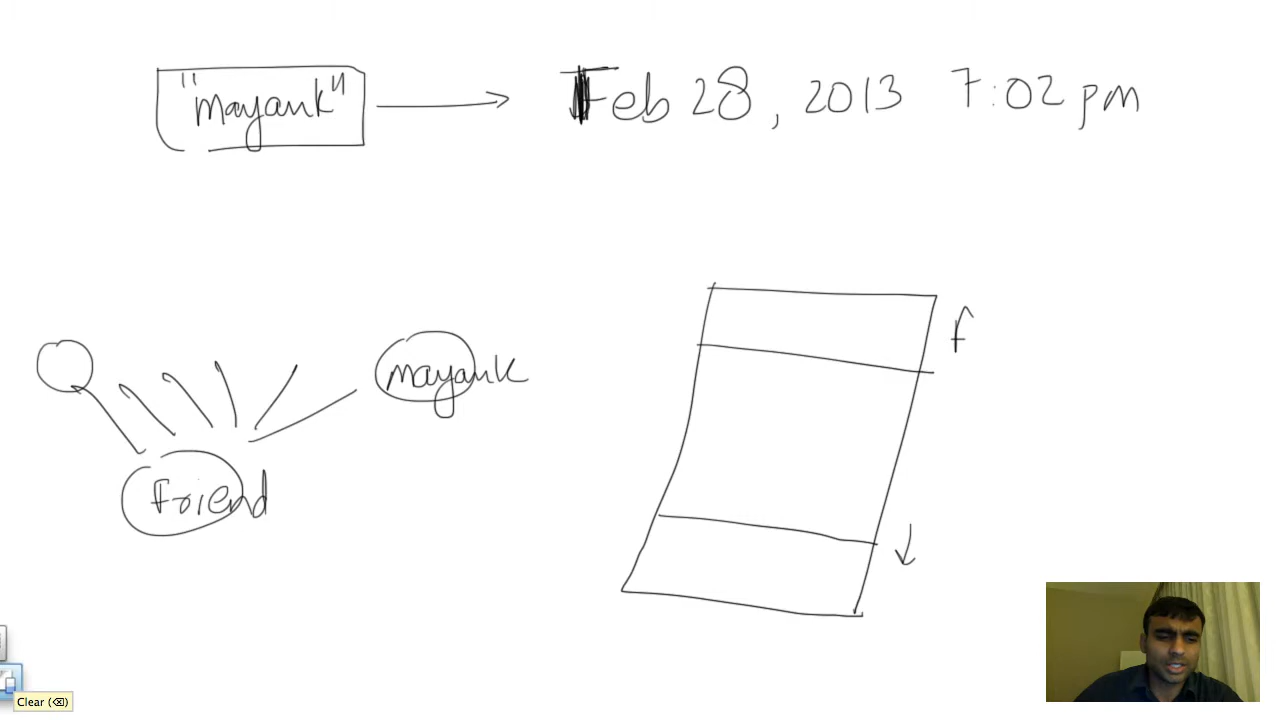 "mayank" → Feb 28, 2013 7:02 pm
f
mayank
friend
Clear (⌫)